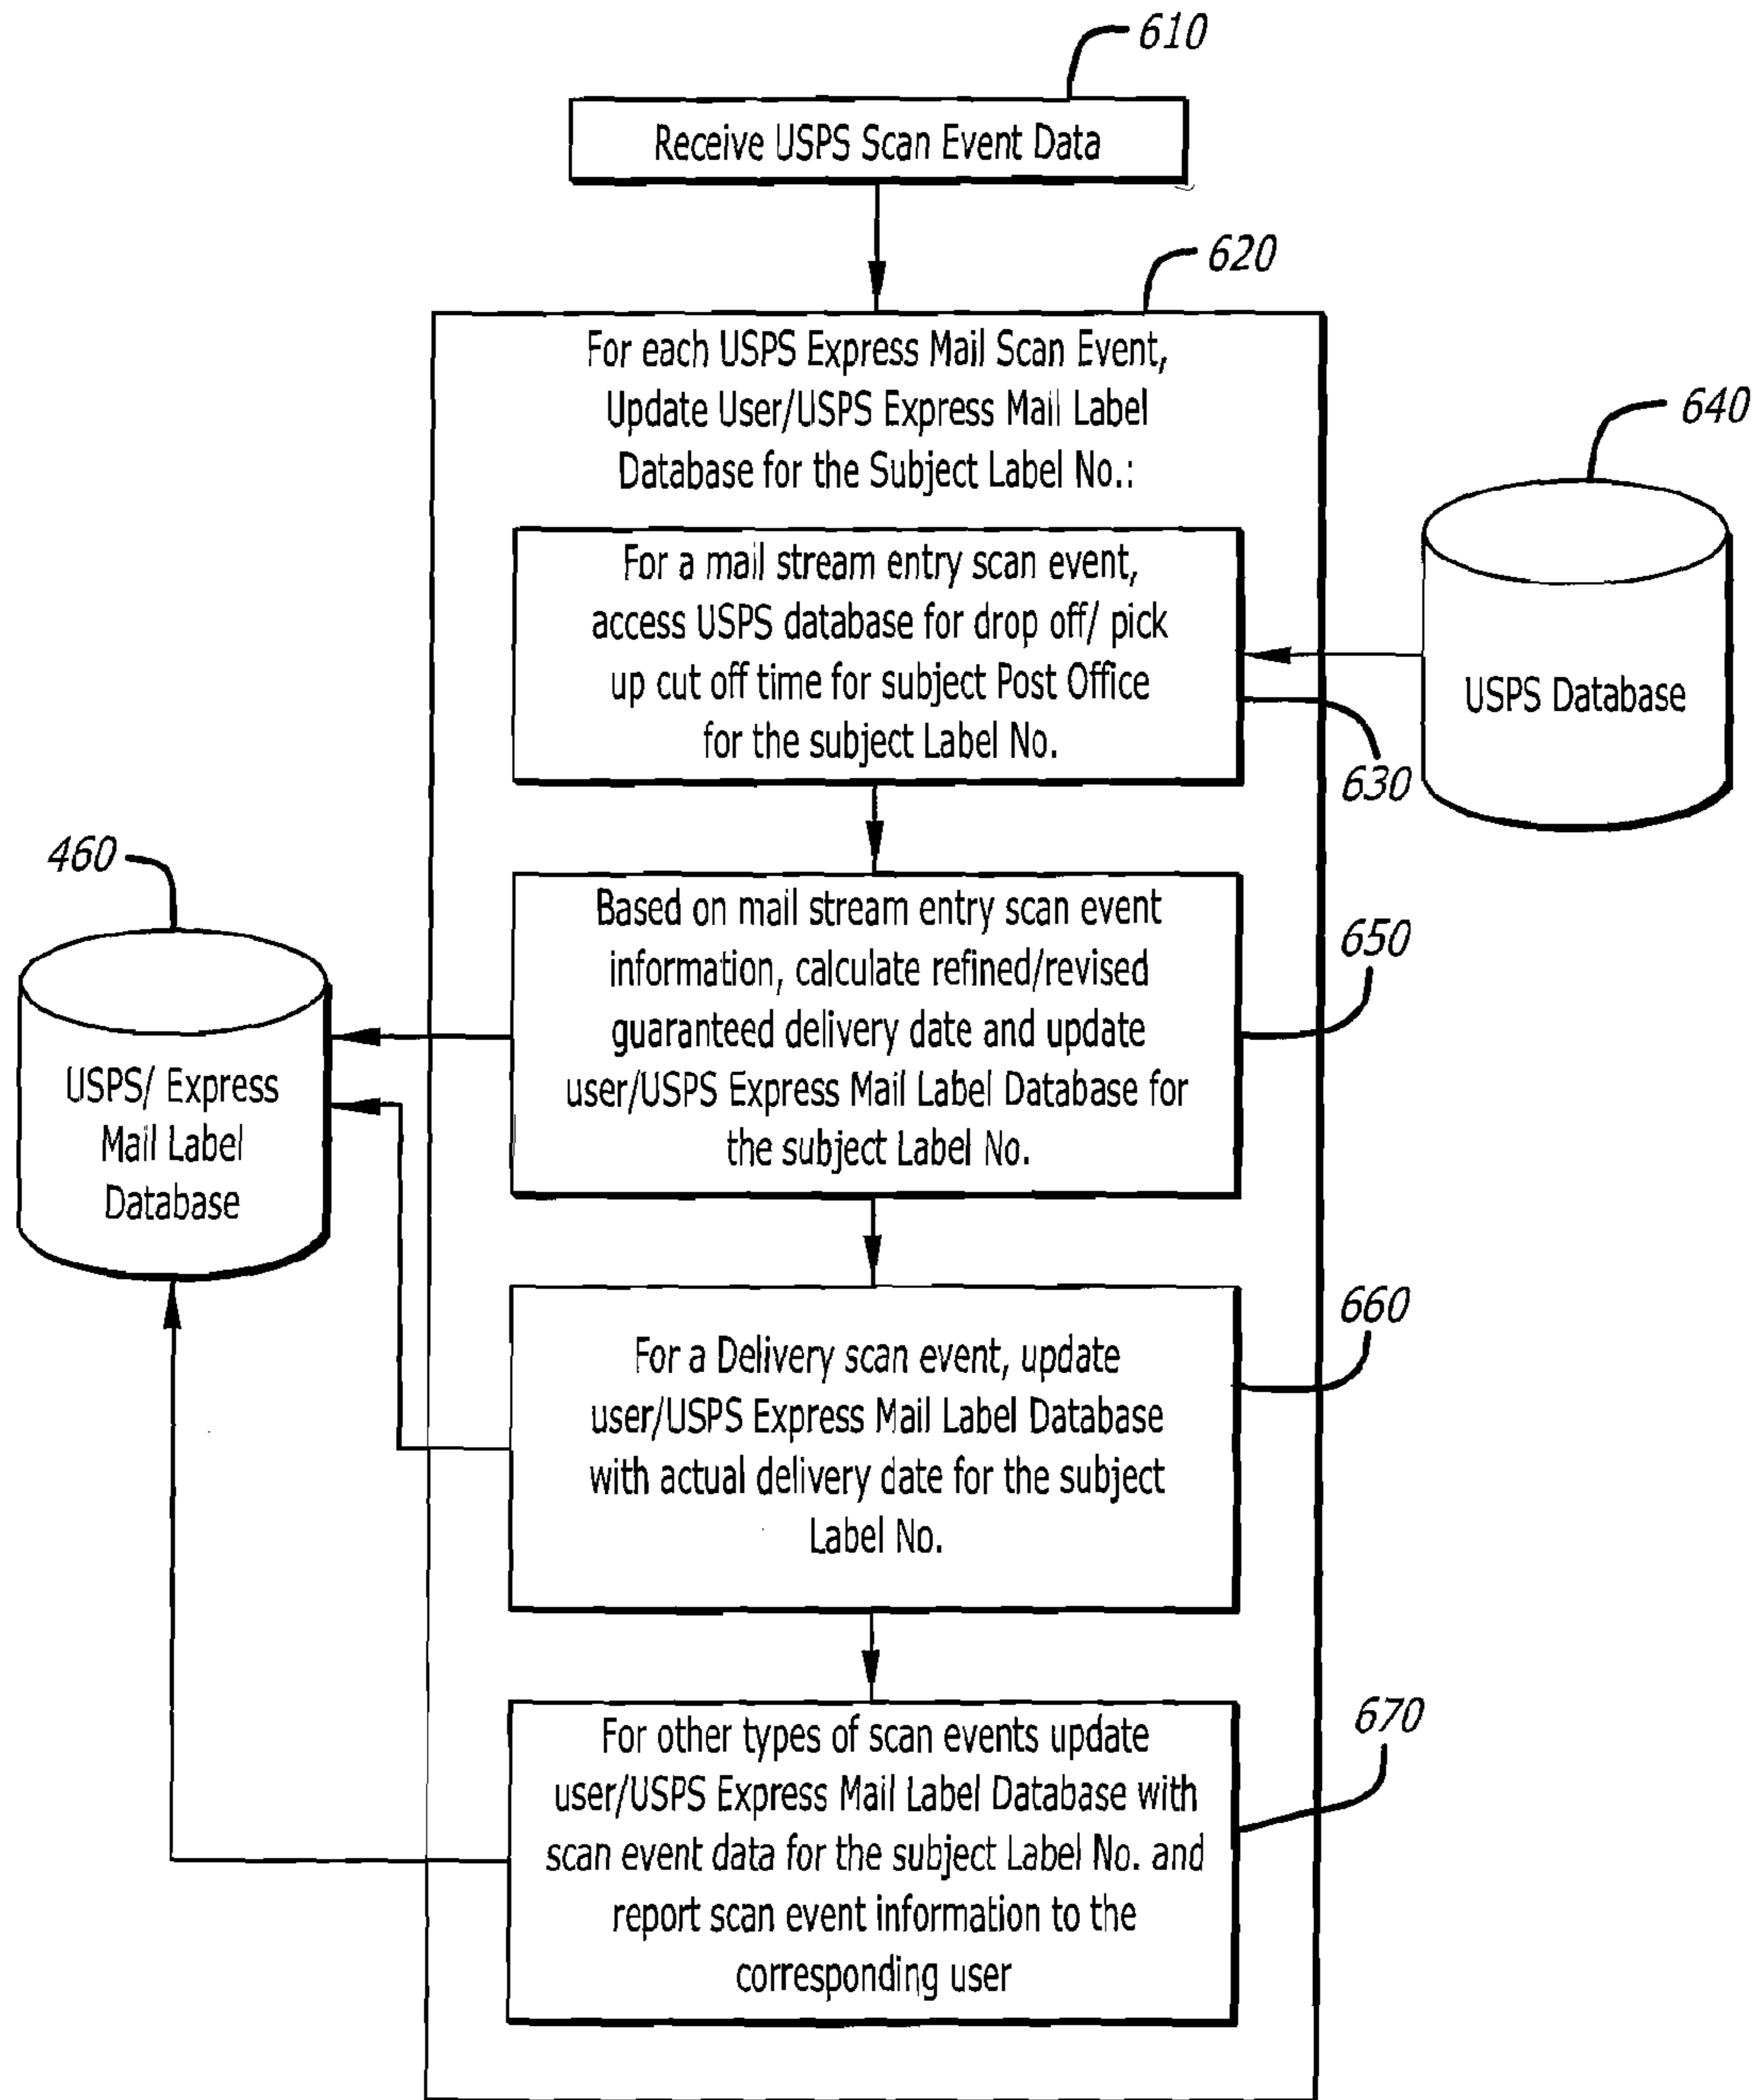 610
Receive USPS Scan Event Data
620
For each USPS Express Mail Scan Event,
Update User/USPS Express Mail Label
Database for the Subject Label No.:
640
For a mail stream entry scan event,
access USPS database for drop off/ pick
up cut off time for subject Post Office
for the subject Label No.
USPS Database
630
460
Based on mail stream entry scan event
information, calculate refined/revised
guaranteed delivery date and update
user/USPS Express Mail Label Database for
the subject Label No.
650
USPS/ Express
Mail Label
Database
660
For a Delivery scan event, update
user/USPS Express Mail Label Database
with actual delivery date for the subject
Label No.
670
For other types of scan events update
user/USPS Express Mail Label Database with
scan event data for the subject Label No. and
report scan event information to the
corresponding user